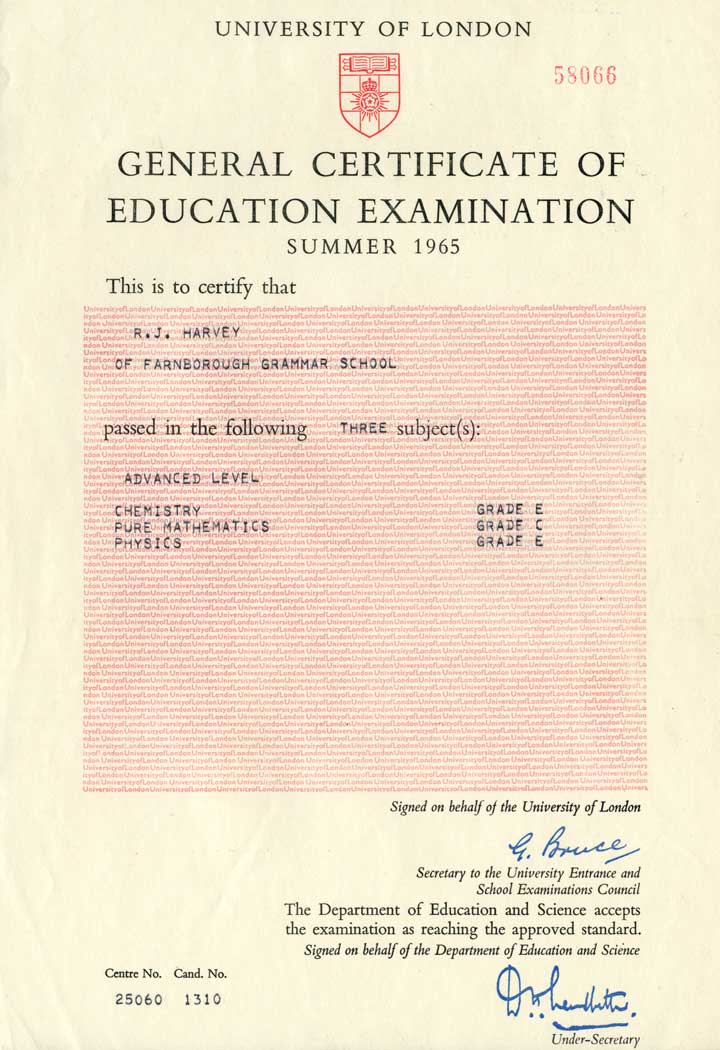 UNIVERSITY OF LONDON
58066
GENERAL CERTIFICATE OF
EDUCATION EXAMINATION
SUMMER 1965
This is to certify that
R.J. HARVEY
OF FARNBOROUGH GRAMMAR SCHOOL
passed in the following THREE subject(s):
ADVANCED LEVEL
CHEMISTRY GRADE E
PURE MATHEMATICS GRADE C
PHYSICS GRADE E
Signed on behalf of the University of London
G. Bruce
Secretary to the University Entrance and
School Examinations Council
The Department of Education and Science accepts
the examination as reaching the approved standard.
Signed on behalf of the Department of Education and Science
Centre No. Cand. No.
25060 1310
Under-Secretary